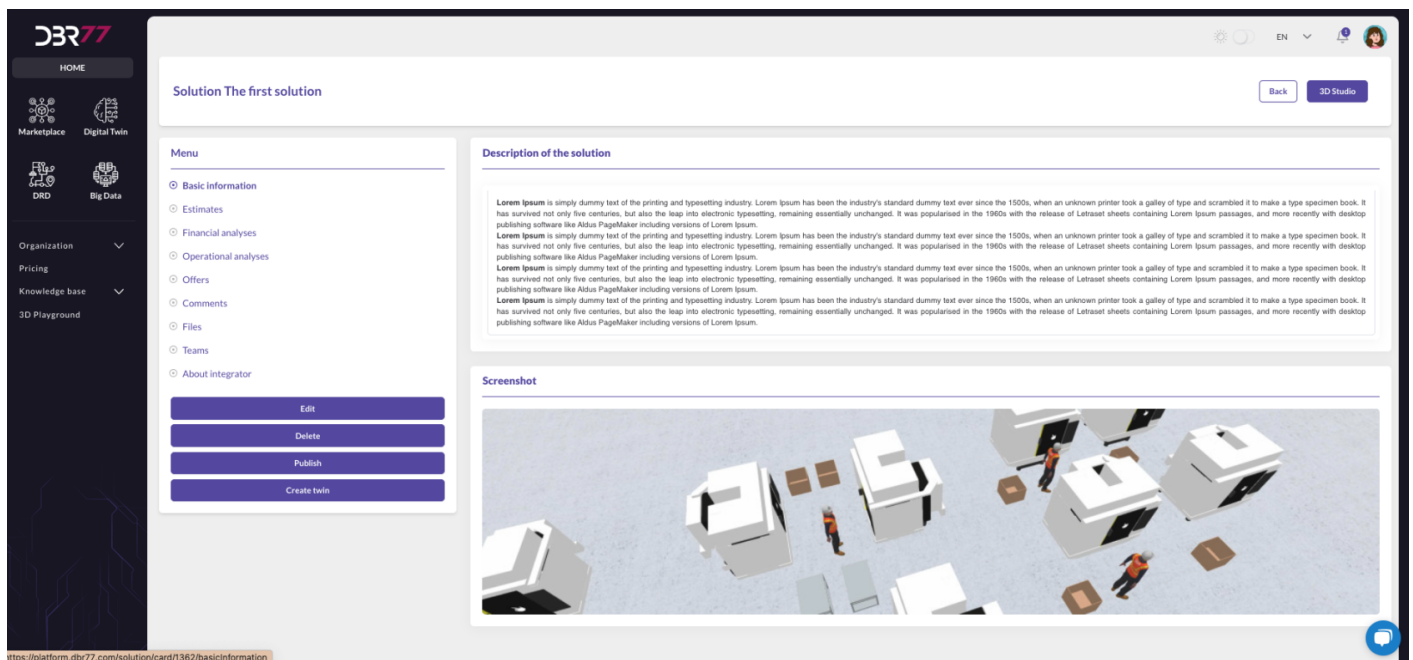 DBR77
HOME
Marketplace
Digital Twin
DRD
Big Data
Organization
Pricing
Knowledge base
3D Playground
EN
Solution The first solution
Back
3D Studio
Menu
Basic information
Estimates
Financial analyses
Operational analyses
Offers
Comments
Files
Teams
About integrator
Edit
Delete
Publish
Create twin
Description of the solution
Lorem Ipsum is simply dummy text of the printing and typesetting industry. Lorem Ipsum has been the industry's standard dummy text ever since the 1500s, when an unknown printer took a galley of type and scrambled it to make a type specimen book. It
has survived not only five centuries, but also the leap into electronic typesetting, remaining essentially unchanged. It was popularised in the 1960s with the release of Letraset sheets containing Lorem Ipsum passages, and more recently with desktop
publishing software like Aldus PageMaker including versions of Lorem Ipsum.
Lorem Ipsum is simply dummy text of the printing and typesetting industry. Lorem Ipsum has been the industry's standard dummy text ever since the 1500s, when an unknown printer took a galley of type and scrambled it to make a type specimen book. It
has survived not only five centuries, but also the leap into electronic typesetting, remaining essentially unchanged. It was popularised in the 1960s with the release of Letraset sheets containing Lorem Ipsum passages, and more recently with desktop
publishing software like Aldus PageMaker including versions of Lorem Ipsum.
Lorem Ipsum is simply dummy text of the printing and typesetting industry. Lorem Ipsum has been the industry's standard dummy text ever since the 1500s, when an unknown printer took a galley of type and scrambled it to make a type specimen book. It
has survived not only five centuries, but also the leap into electronic typesetting, remaining essentially unchanged. It was popularised in the 1960s with the release of Letraset sheets containing Lorem Ipsum passages, and more recently with desktop
publishing software like Aldus PageMaker including versions of Lorem Ipsum.
Lorem Ipsum is simply dummy text of the printing and typesetting industry. Lorem Ipsum has been the industry's standard dummy text ever since the 1500s, when an unknown printer took a galley of type and scrambled it to make a type specimen book. It
has survived not only five centuries, but also the leap into electronic typesetting, remaining essentially unchanged. It was popularised in the 1960s with the release of Letraset sheets containing Lorem Ipsum passages, and more recently with desktop
publishing software like Aldus PageMaker including versions of Lorem Ipsum.
Screenshot
https://platform.dbr77.com/solution/card/1362/basicInformation